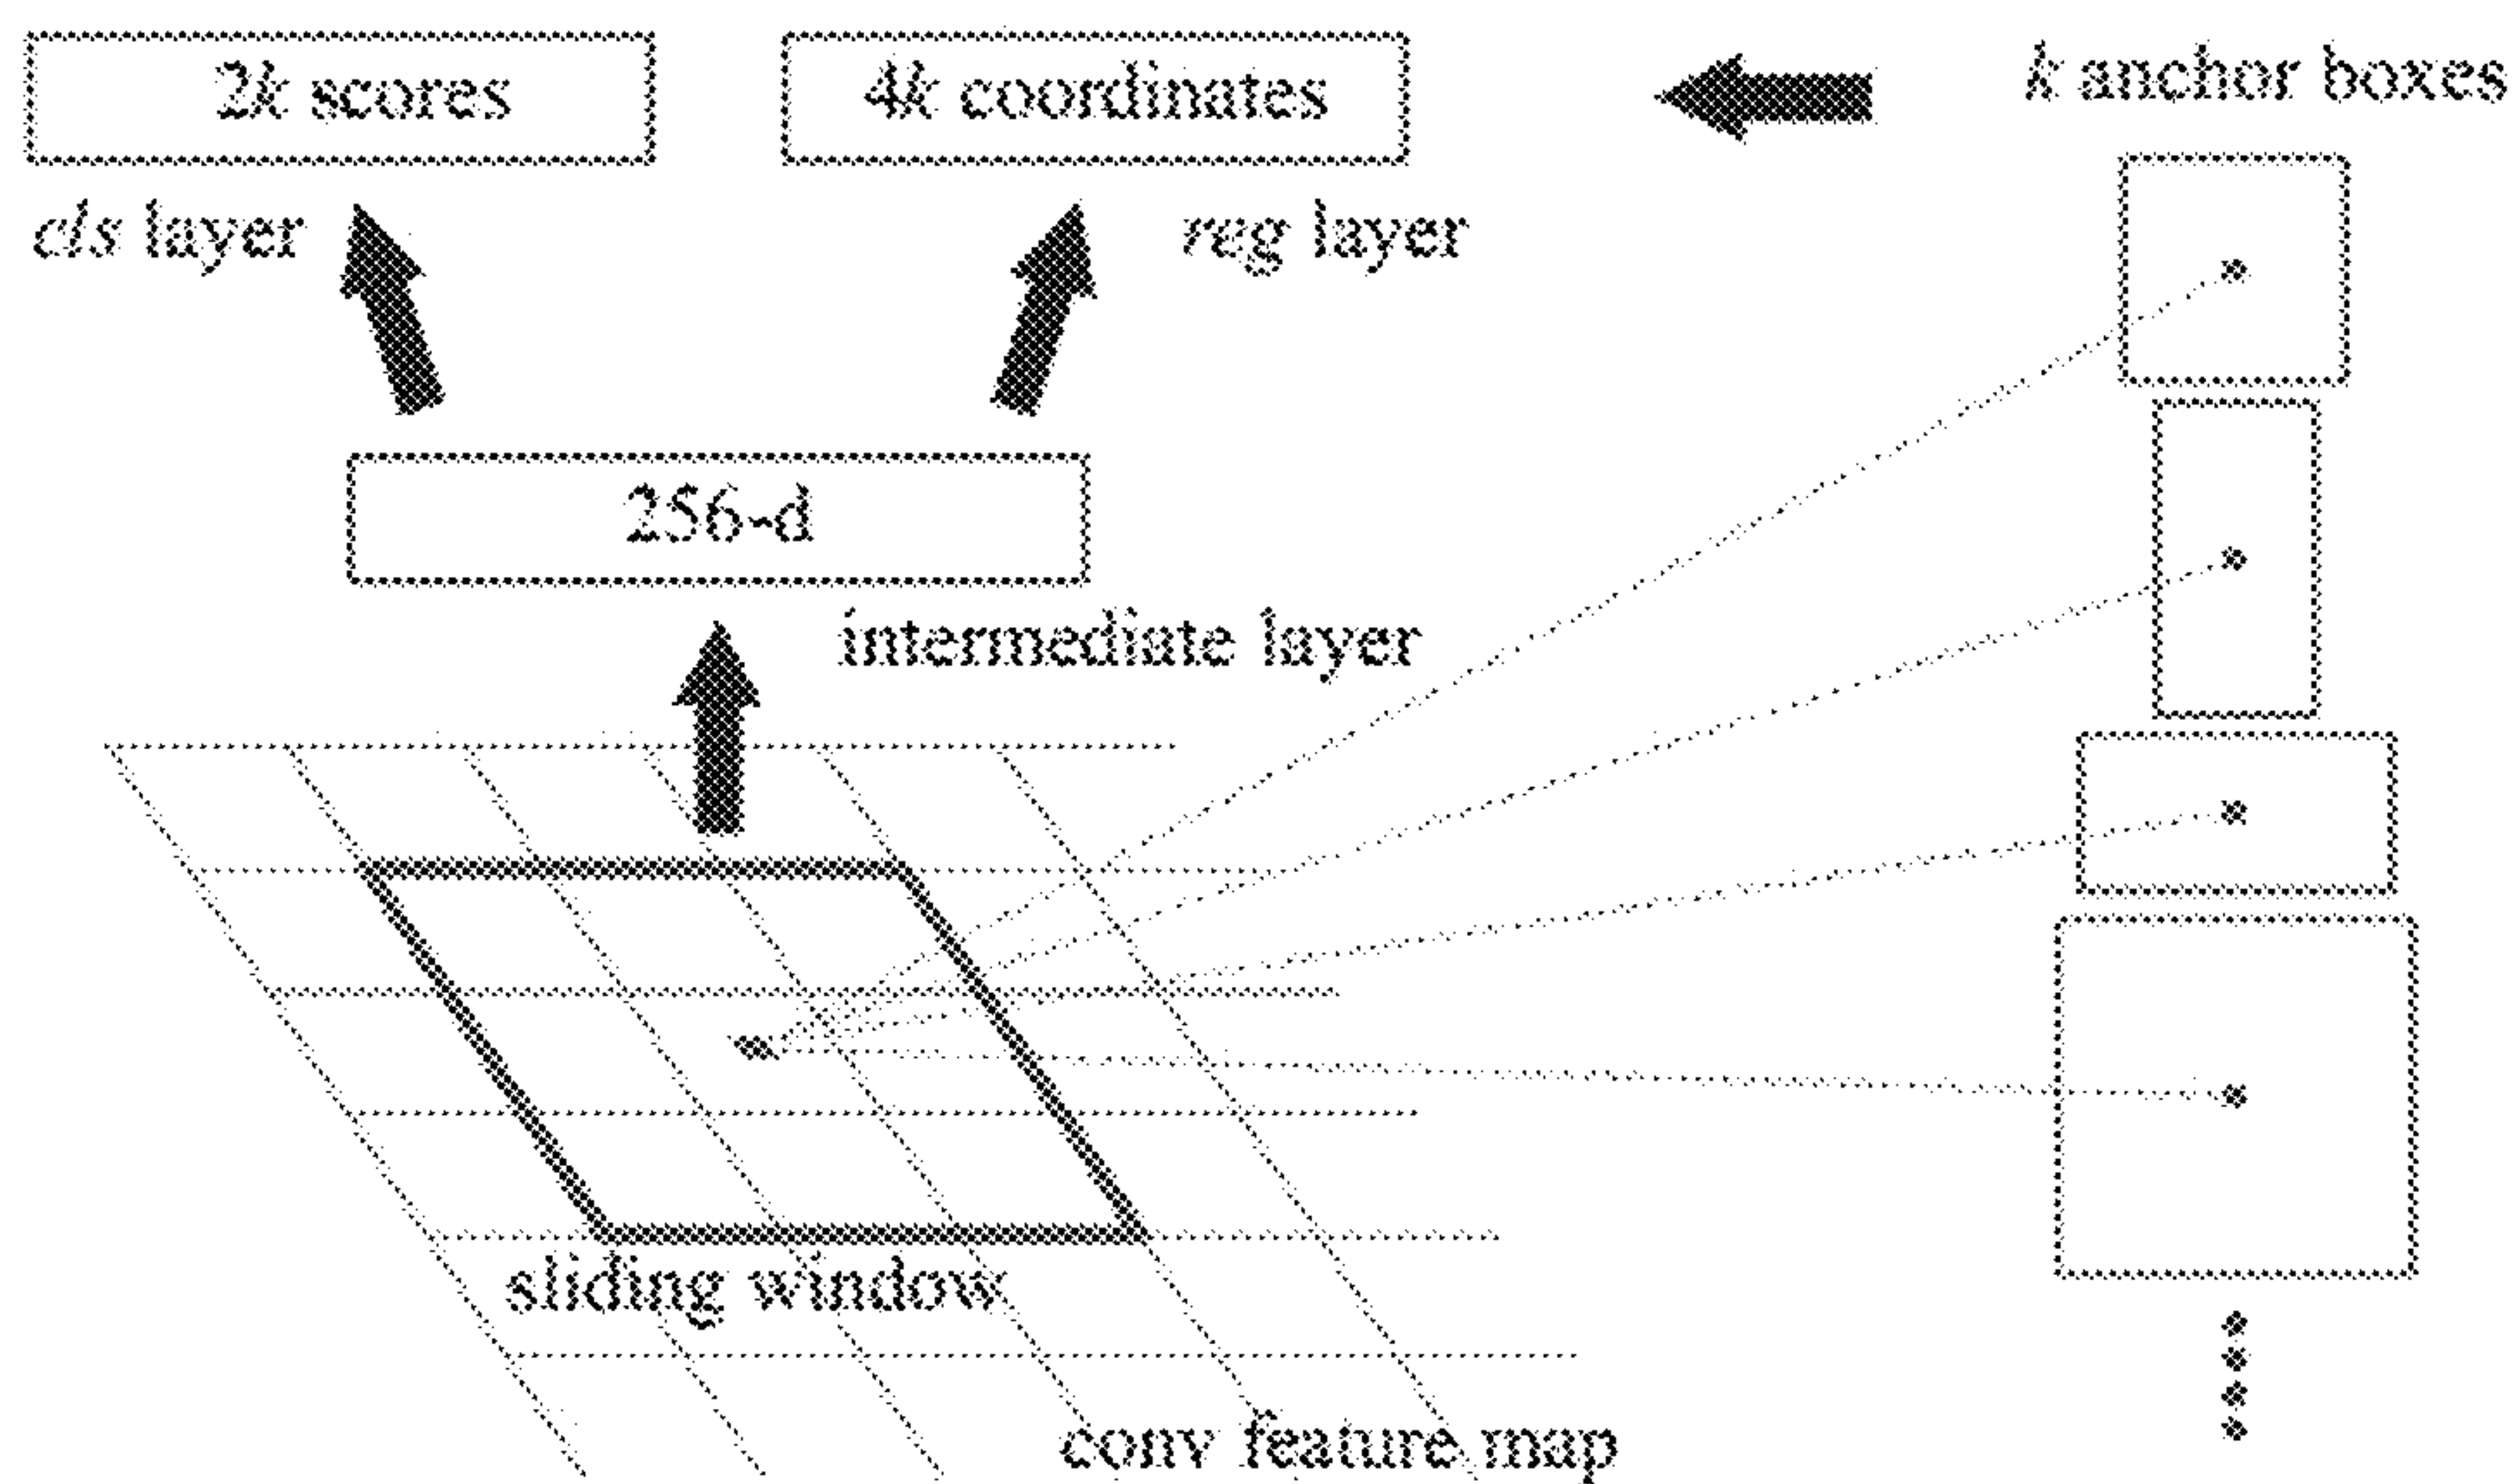 2k scores
4k coordinates
k anchor boxes
cls layer
reg layer
256-d
intermediate layer
sliding window
conv feature map